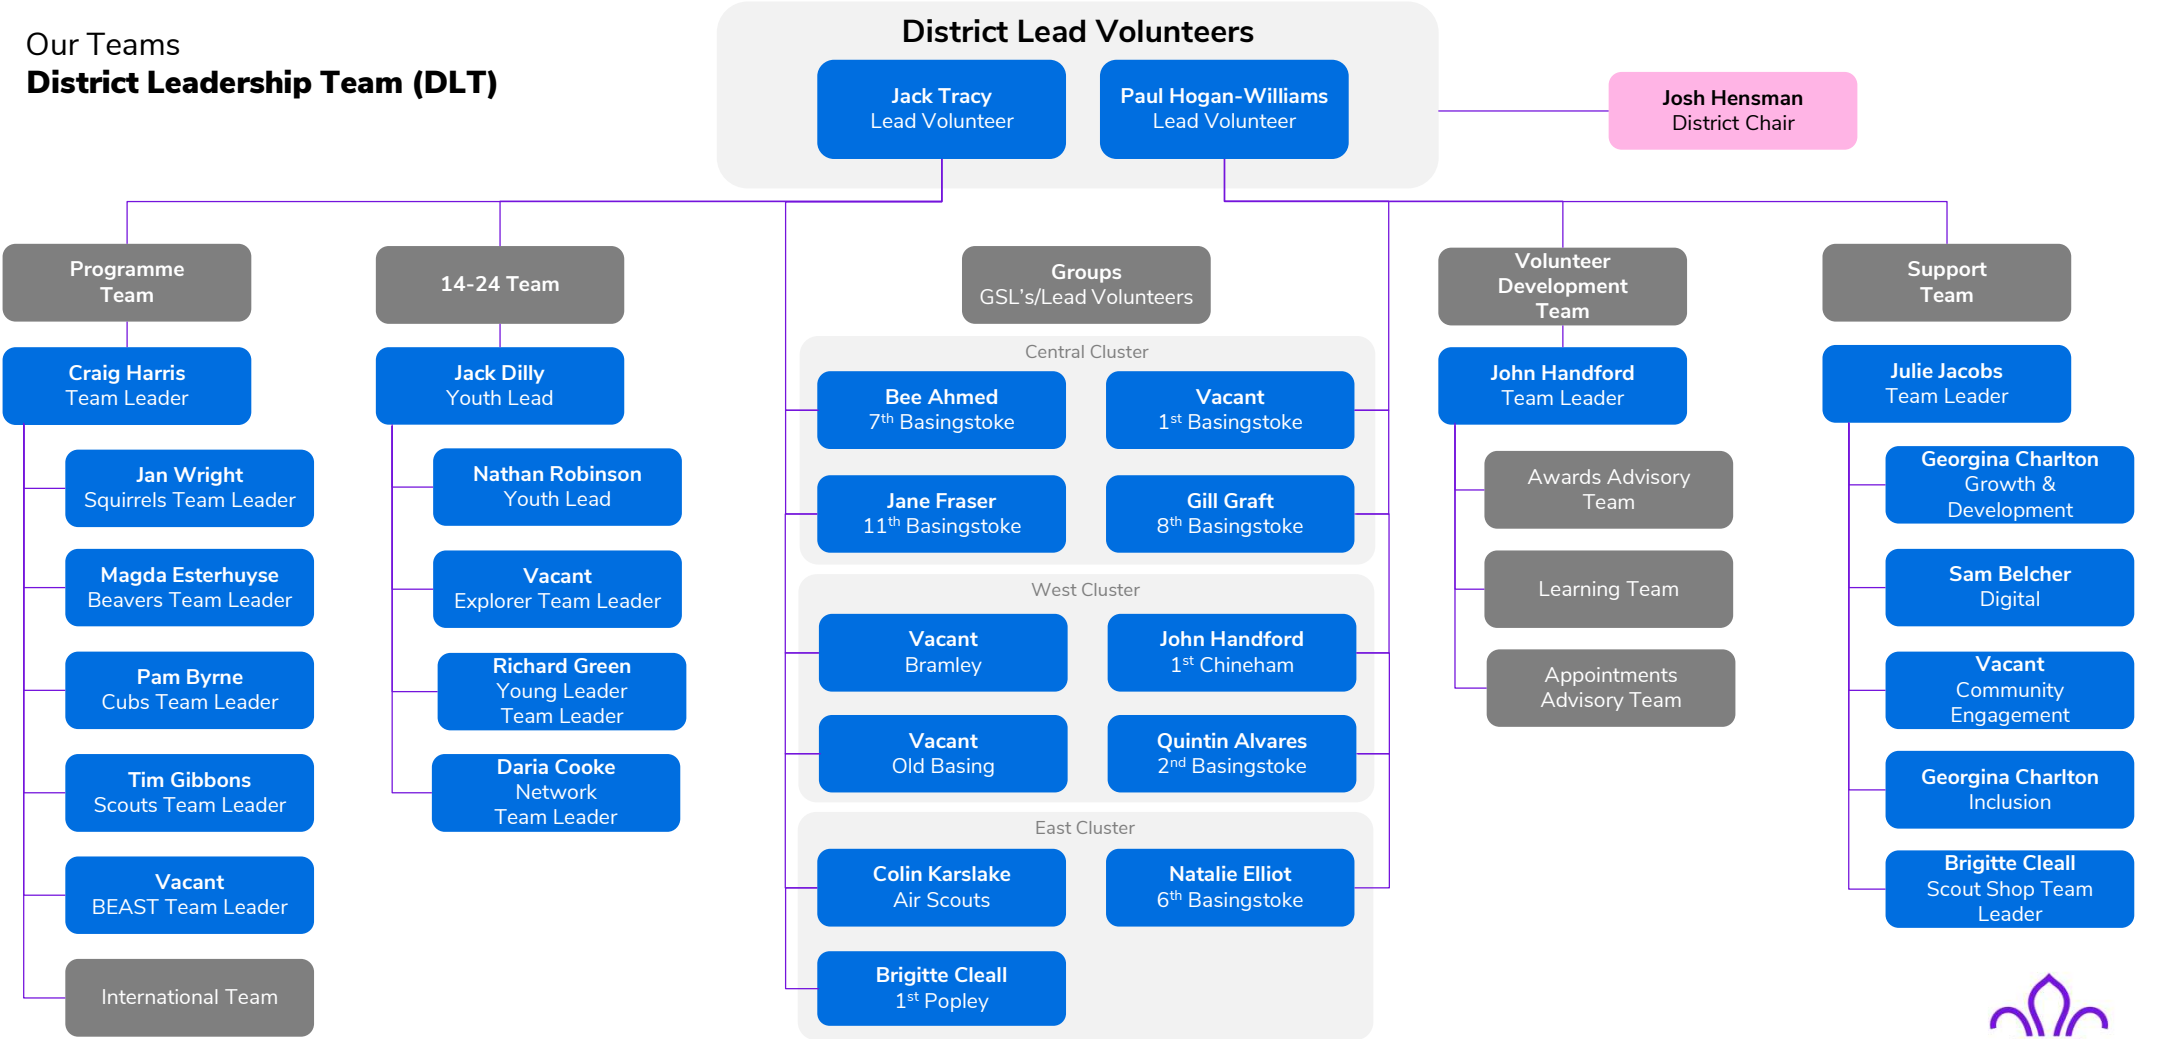 Our Teams
District Leadership Team (DLT)
District Lead Volunteers
Jack Tracy
Lead Volunteer
Paul Hogan-Williams
Lead Volunteer
Josh Hensman
District Chair
Programme
Team
Craig Harris
Team Leader
Jan Wright
Squirrels Team Leader
Magda Esterhuyse
Beavers Team Leader
Pam Byrne
Cubs Team Leader
Tim Gibbons
Scouts Team Leader
Vacant
BEAST Team Leader
International Team
14-24 Team
Jack Dilly
Youth Lead
Nathan Robinson
Youth Lead
Vacant
Explorer Team Leader
Richard Green
Young Leader
Team Leader
Daria Cooke
Network
Team Leader
Groups
GSL's/Lead Volunteers
Central Cluster
Bee Ahmed
7th Basingstoke
Vacant
1st Basingstoke
Jane Fraser
11th Basingstoke
Gill Graft
8th Basingstoke
West Cluster
Vacant
Bramley
John Handford
1st Chineham
Vacant
Old Basing
Quintin Alvares
2nd Basingstoke
East Cluster
Colin Karslake
Air Scouts
Natalie Elliot
6th Basingstoke
Brigitte Cleall
1st Popley
Volunteer
Development
Team
John Handford
Team Leader
Awards Advisory
Team
Learning Team
Appointments
Advisory Team
Support
Team
Julie Jacobs
Team Leader
Georgina Charlton
Growth &
Development
Sam Belcher
Digital
Vacant
Community
Engagement
Georgina Charlton
Inclusion
Brigitte Cleall
Scout Shop Team
Leader